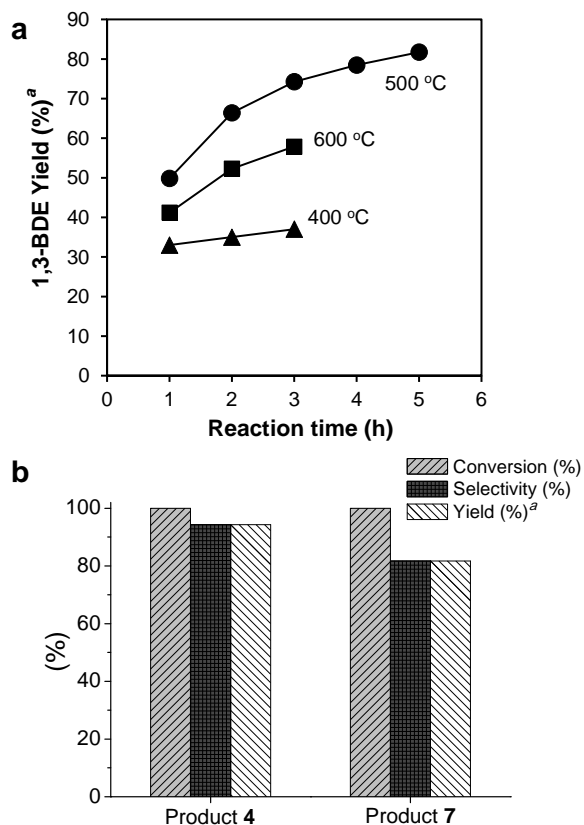 a
1,3-BDE Yield (%)a
90
80
70
60
50
40
30
20
10
0
500 oC
600 oC
400 oC
0 1 2 3 4 5 6
Reaction time (h)
b
Conversion (%)
Selectivity (%)
Yield (%)a
(%)
100
80
60
40
20
0
Product 4 Product 7